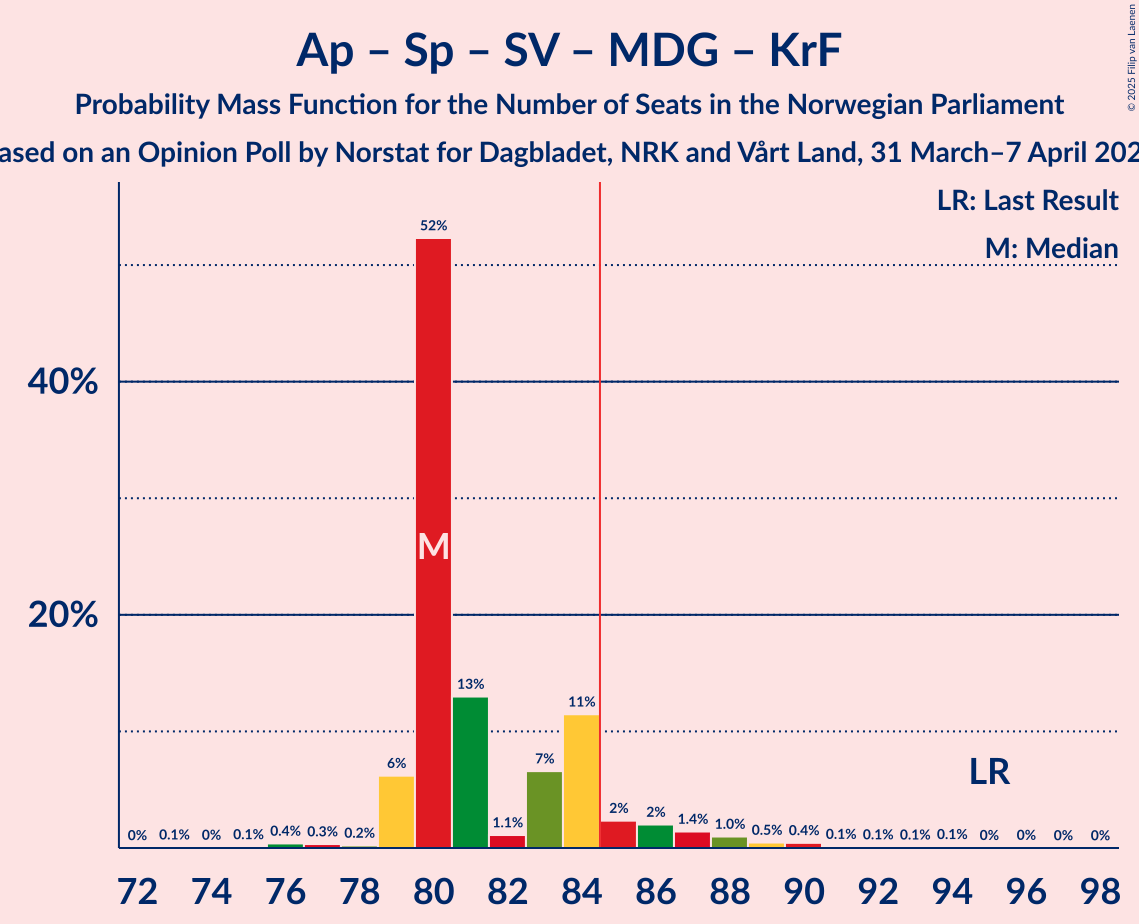 Ap – Sp – SV – MDG – KrF
Probability Mass Function for the Number of Seats in the Norwegian Parliament
ased on an Opinion Poll by Norstat for Dagbladet, NRK and Vårt Land, 31 March–7 April 202
© 2025 Filip van Laenen
LR: Last Result
M: Median
52%
40%
M
20%
13%
11%
7%
6%
LR
0% 0.1% 0% 0.1% 0.4% 0.3% 0.2% 1.1% 2% 2% 1.4% 1.0% 0.5% 0.4% 0.1% 0.1% 0.1% 0.1% 0% 0% 0% 0%
72 74 76 78 80 82 84 86 88 90 92 94 96 98